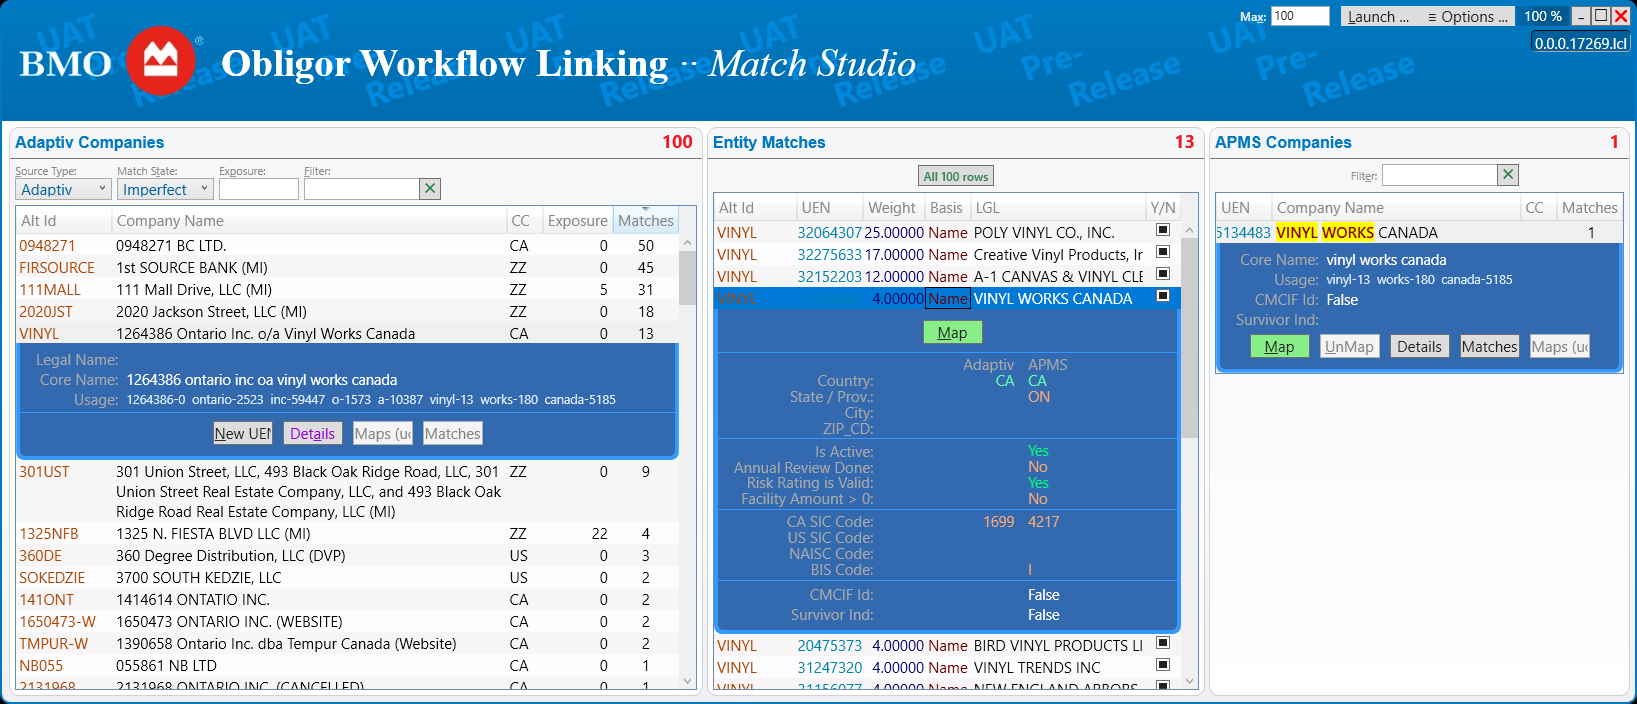 Max: 100 Launch ... ≡ Options ... 100 %
0.0.0.17269.lcl
BMO ® Obligor Workflow Linking ·· Match Studio
UAT Pre-Release UAT Pre-Release UAT Pre-Release UAT Pre-Release UAT Pre-Release UAT Pre-Release
Adaptiv Companies 100
Source Type: Match State: Exposure: Filter:
Adaptiv Imperfect
Alt Id Company Name CC Exposure Matches
0948271 0948271 BC LTD. CA 0 50
FIRSOURCE 1st SOURCE BANK (MI) ZZ 0 45
111MALL 111 Mall Drive, LLC (MI) ZZ 5 31
2020JST 2020 Jackson Street, LLC (MI) ZZ 0 18
VINYL 1264386 Ontario Inc. o/a Vinyl Works Canada CA 0 13
Legal Name:
Core Name: 1264386 ontario inc oa vinyl works canada
Usage: 1264386-0 ontario-2523 inc-59447 o-1573 a-10387 vinyl-13 works-180 canada-5185
New UEN Details Maps (u Matches
301UST 301 Union Street, LLC, 493 Black Oak Ridge Road, LLC, 301 ZZ 0 9
Union Street Real Estate Company, LLC, and 493 Black Oak
Ridge Road Real Estate Company, LLC (MI)
1325NFB 1325 N. FIESTA BLVD LLC (MI) ZZ 22 4
360DE 360 Degree Distribution, LLC (DVP) US 0 3
SOKEDZIE 3700 SOUTH KEDZIE, LLC US 0 2
141ONT 1414614 ONTATIO INC. CA 0 2
1650473-W 1650473 ONTARIO INC. (WEBSITE) CA 0 2
TMPUR-W 1390658 Ontario Inc. dba Tempur Canada (Website) CA 0 2
NB055 055861 NB LTD CA 0 1
2131968 2131968 ONTARIO INC. (CANCELLED) CA 0 1
Entity Matches 13
All 100 rows
Alt Id UEN Weight Basis LGL Y/N
VINYL 32064307 25.00000 Name POLY VINYL CO., INC.
VINYL 32275633 17.00000 Name Creative Vinyl Products, Ir
VINYL 32152203 12.00000 Name A-1 CANVAS & VINYL CLE
VINYL 4.00000 Name VINYL WORKS CANADA
Map
Adaptiv APMS
Country: CA CA
State / Prov.: ON
City:
ZIP_CD:
Is Active: Yes
Annual Review Done: No
Risk Rating is Valid: Yes
Facility Amount > 0: No
CA SIC Code: 1699 4217
US SIC Code:
NAISC Code:
BIS Code: I
CMCIF Id: False
Survivor Ind: False
VINYL 20475373 4.00000 Name BIRD VINYL PRODUCTS LI
VINYL 31247320 4.00000 Name VINYL TRENDS INC
VINYL 31156077 4.00000 Name NEW ENGLAND ARBORS
APMS Companies 1
Filter:
UEN Company Name CC Matches
5134483 VINYL WORKS CANADA 1
Core Name: vinyl works canada
Usage: vinyl-13 works-180 canada-5185
CMCIF Id: False
Survivor Ind:
Map UnMap Details Matches Maps (u